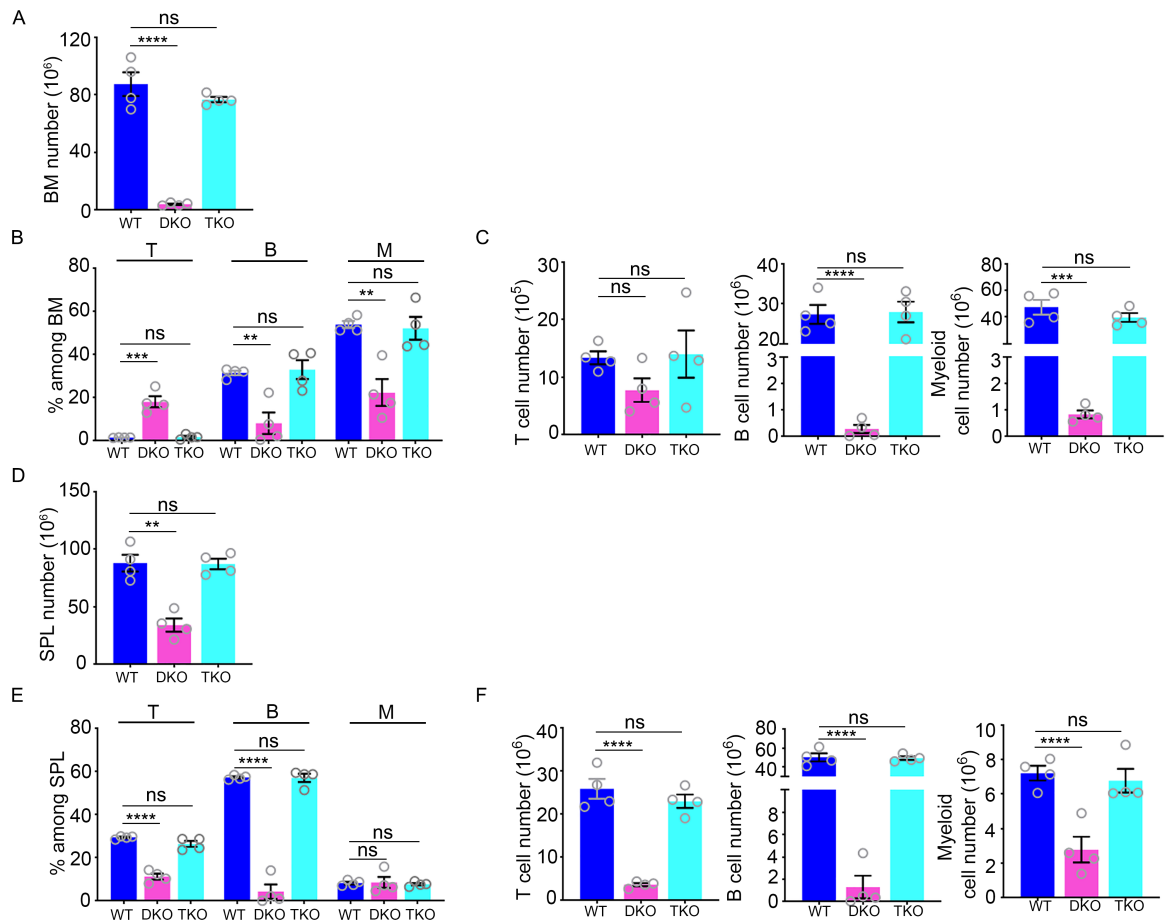 A
ns
****
120
80
40
0
BM number (10⁶)
WT DKO TKO
B
T B M
80
60
40
20
0
% among BM
ns
***
ns
**
ns
**
WT DKO TKO WT DKO TKO WT DKO TKO
C
30
20
10
0
T cell number (10⁵)
ns
ns
WT DKO TKO
40
30
20
3
2
1
0
B cell number (10⁶)
ns
****
WT DKO TKO
80
60
40
3
2
1
0
Myeloid
cell number (10⁶)
ns
***
WT DKO TKO
D
150
100
50
0
SPL number (10⁶)
ns
**
WT DKO TKO
E
T B M
80
60
40
20
0
% among SPL
ns
****
ns
****
ns
ns
WT DKO TKO WT DKO TKO WT DKO TKO
F
40
30
20
10
0
T cell number (10⁶)
ns
****
WT DKO TKO
80
60
40
8
6
4
2
0
B cell number (10⁶)
ns
****
WT DKO TKO
10
8
6
4
2
0
Myeloid
cell number (10⁶)
ns
****
WT DKO TKO